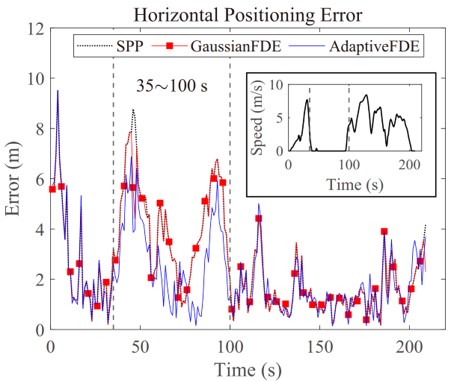 Horizontal Positioning Error
SPP GaussianFDE AdaptiveFDE
35~100 s
Error (m)
12
10
8
6
4
2
0
0 50 100 150 200
Time (s)
Speed (m/s)
10
5
0
0 100 200
Time (s)